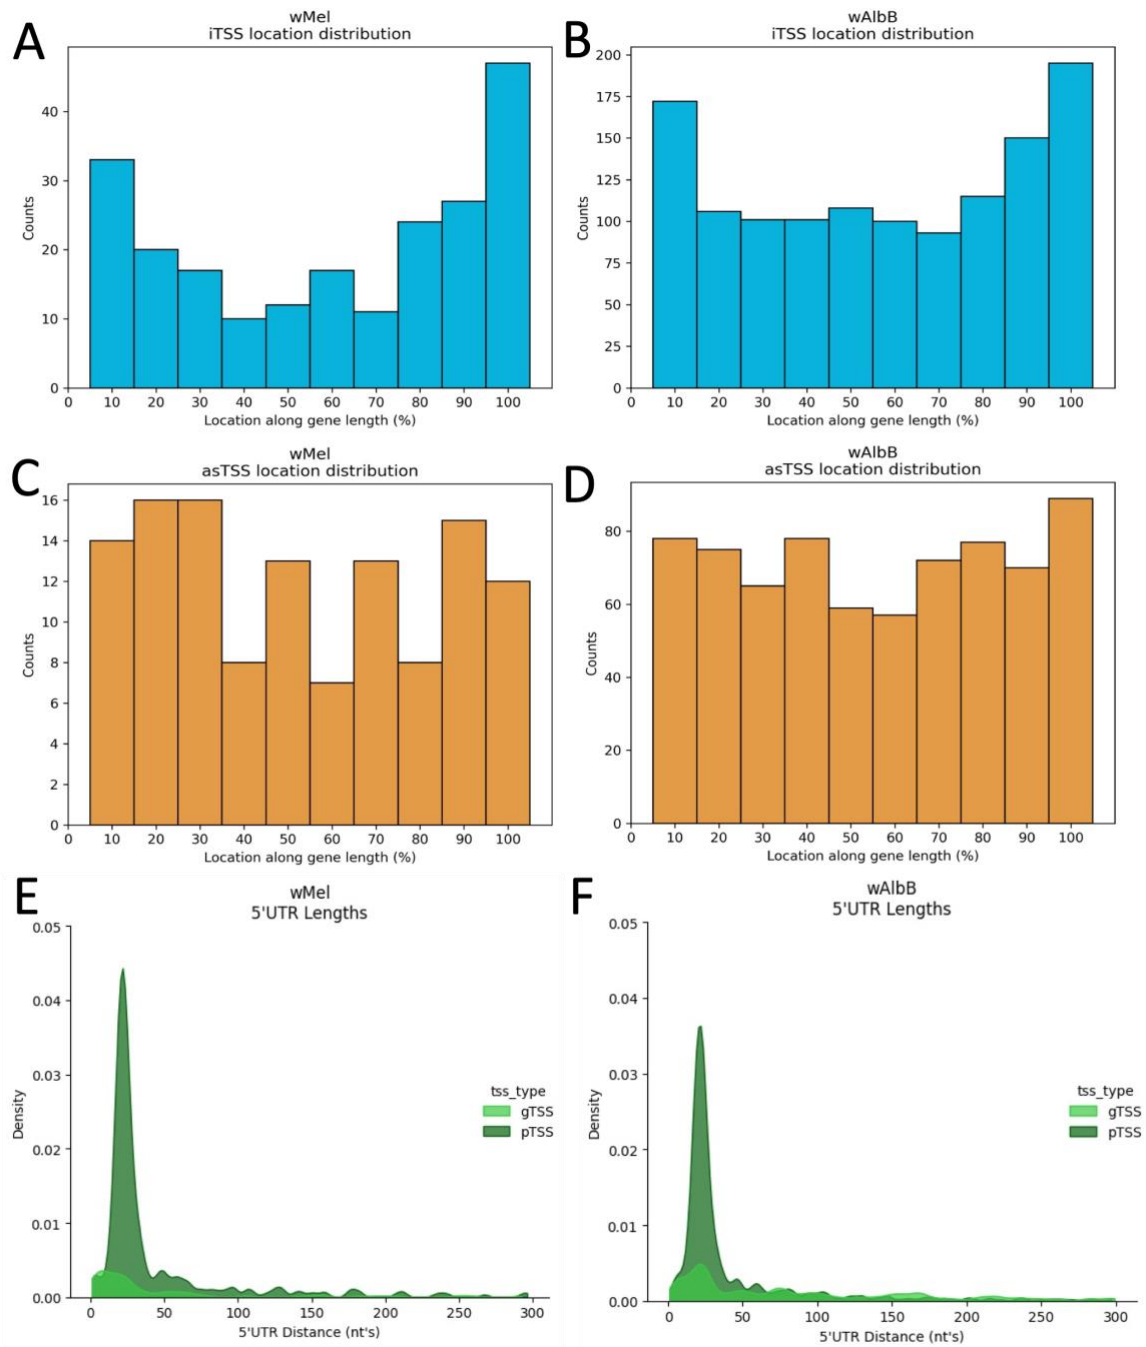 A
wMel
iTSS location distribution
Counts
40
30
20
10
0
0 10 20 30 40 50 60 70 80 90 100
Location along gene length (%)
B
wAlbB
iTSS location distribution
Counts
200
175
150
125
100
75
50
25
0
0 10 20 30 40 50 60 70 80 90 100
Location along gene length (%)
C
wMel
asTSS location distribution
Counts
16
14
12
10
8
6
4
2
0
0 10 20 30 40 50 60 70 80 90 100
Location along gene length (%)
D
wAlbB
asTSS location distribution
Counts
80
60
40
20
0
0 10 20 30 40 50 60 70 80 90 100
Location along gene length (%)
E
wMel
5'UTR Lengths
Density
0.05
0.04
0.03
0.02
0.01
0.00
0 50 100 150 200 250 300
5'UTR Distance (nt's)
tss_type
gTSS
pTSS
F
wAlbB
5'UTR Lengths
Density
0.05
0.04
0.03
0.02
0.01
0.00
0 50 100 150 200 250 300
5'UTR Distance (nt's)
tss_type
gTSS
pTSS